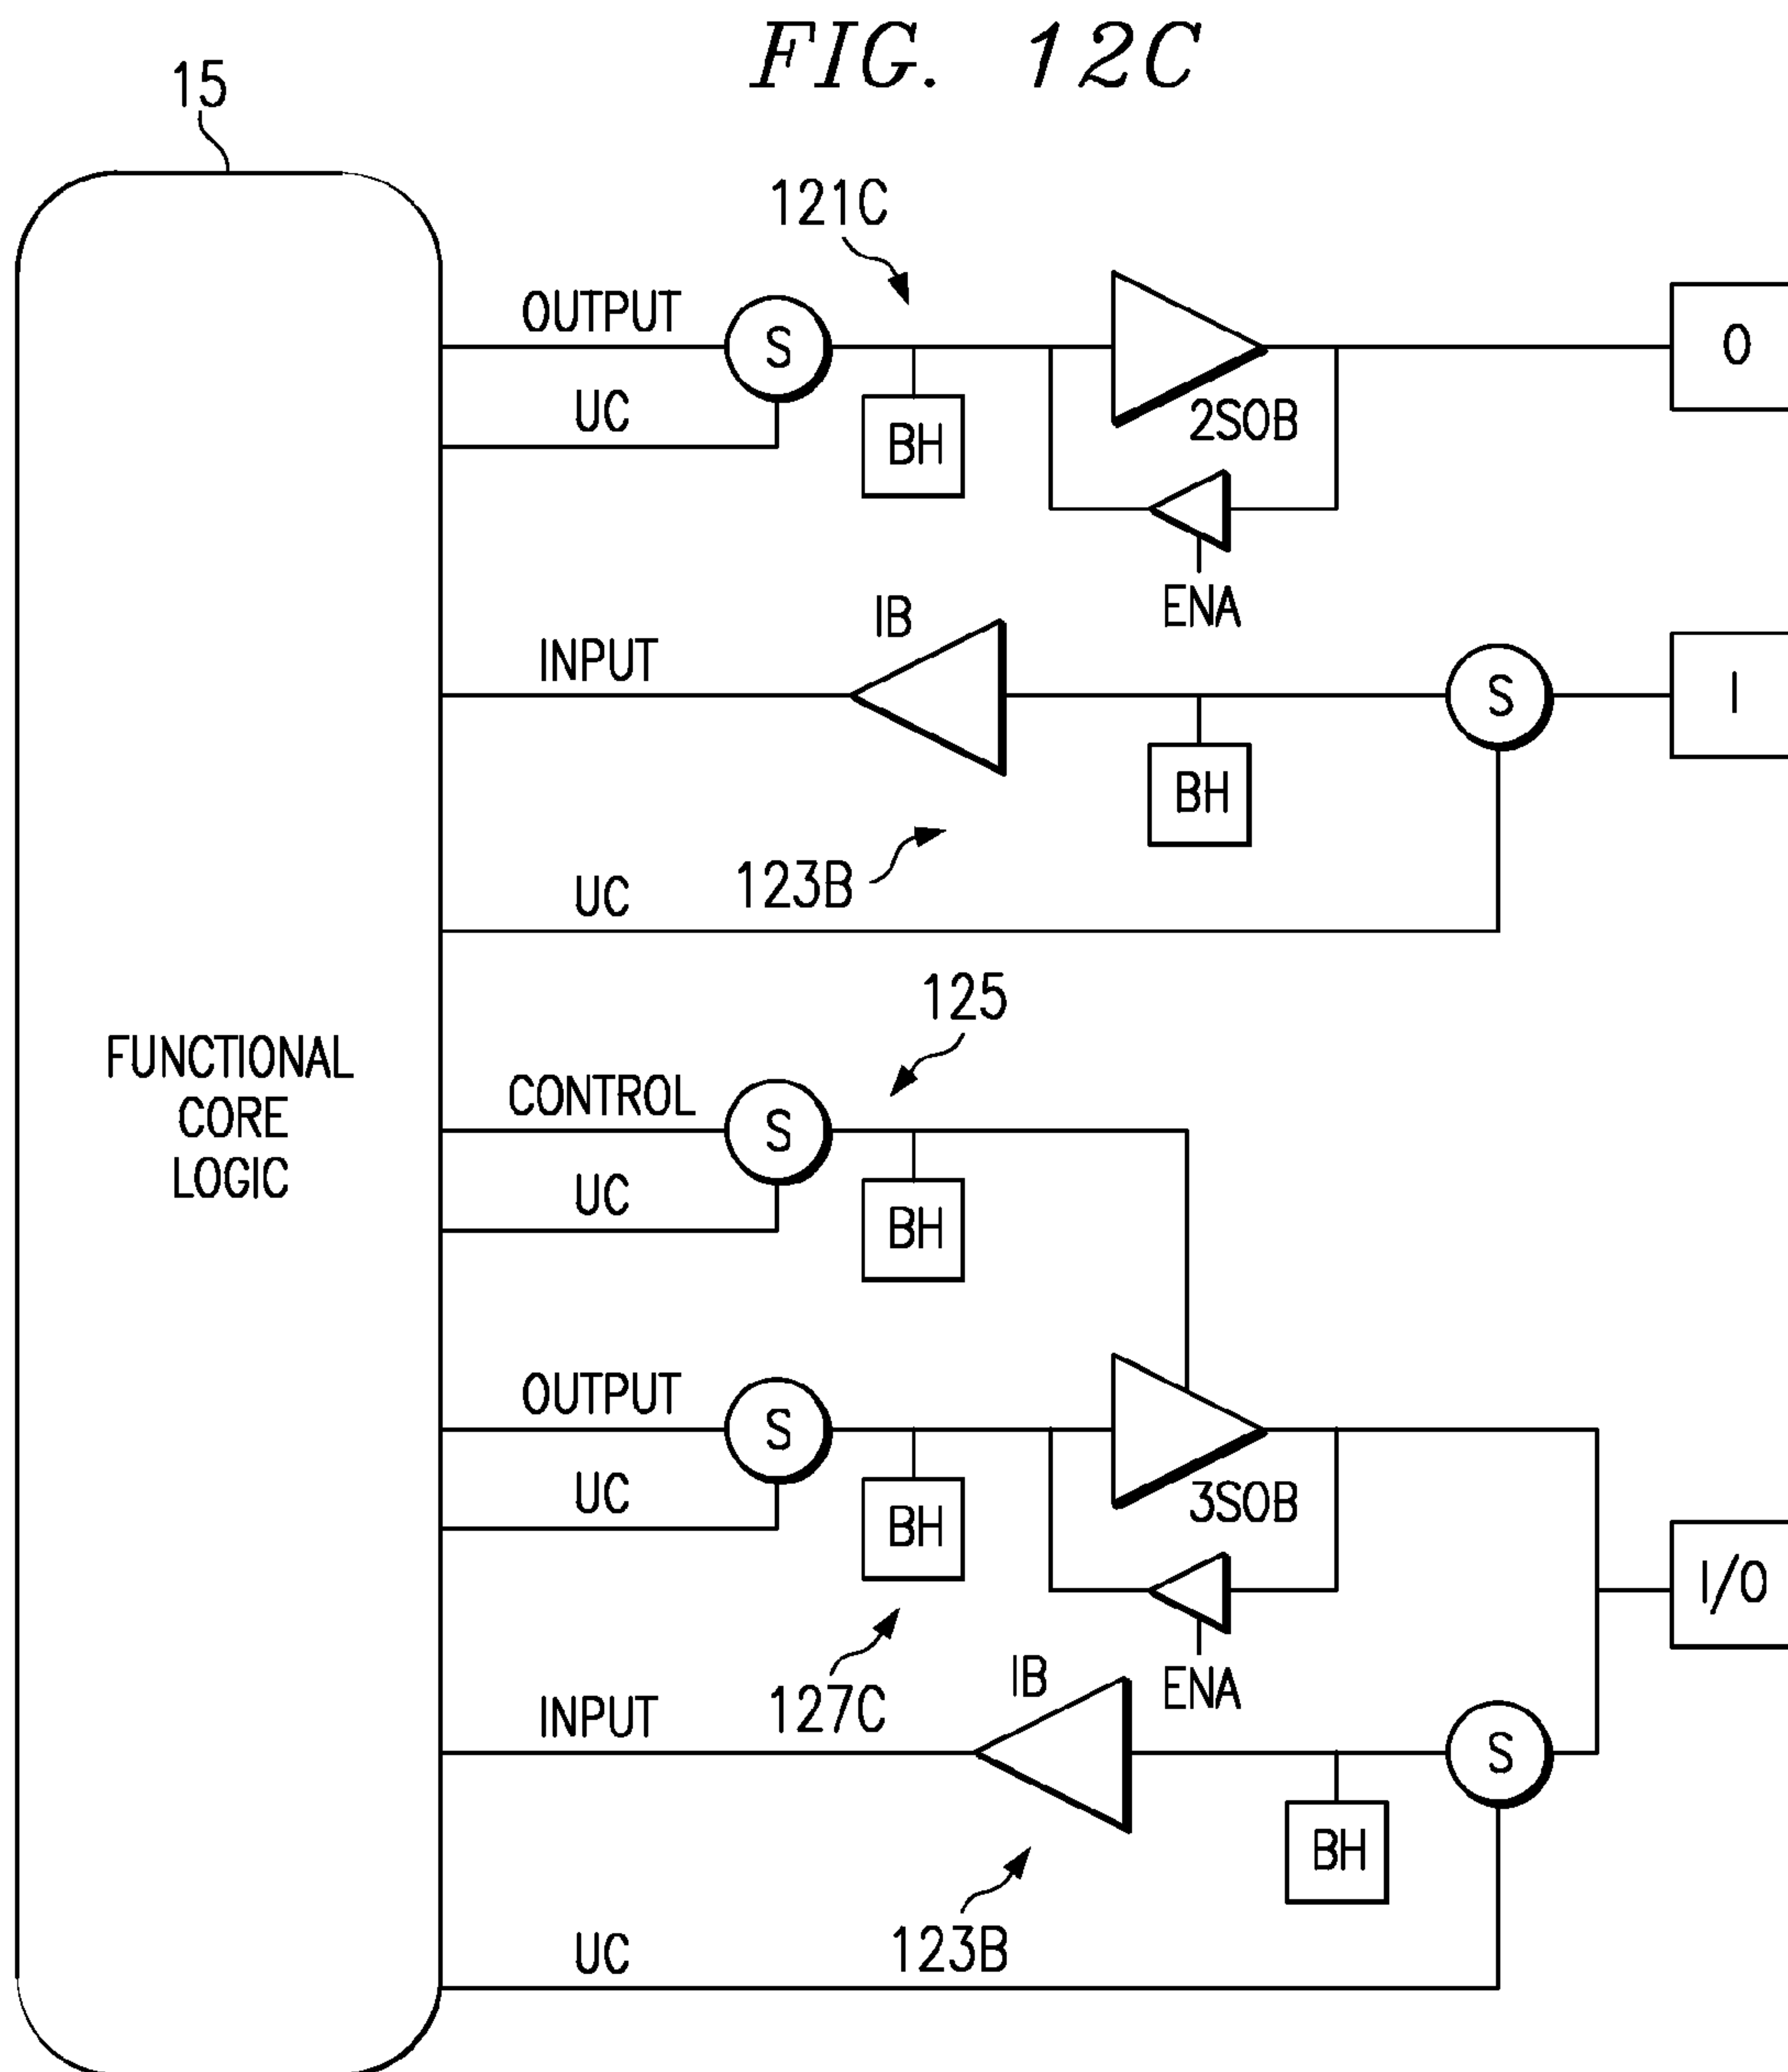 FIG. 12C
15
121C
OUTPUT
S
O
UC
BH
2SOB
ENA
IB
INPUT
S
I
BH
123B
UC
125
FUNCTIONAL
CORE
LOGIC
CONTROL
S
UC
BH
OUTPUT
S
UC
BH
3SOB
I/O
127C
ENA
IB
INPUT
S
BH
123B
UC